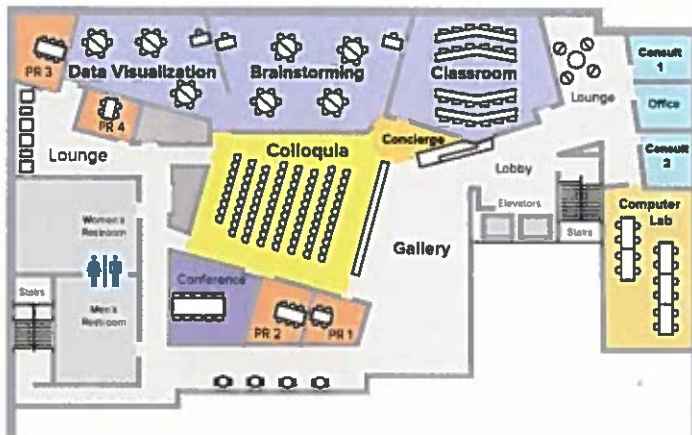 PR 3
Data Visualization
Brainstorming
Classroom
Lounge
Consult
1
Office
Consult
2
PR 4
Lounge
Colloquia
Concierge
Lobby
Elevators
Stairs
Computer
Lab
Women's
Restroom
Gallery
Conference
Stairs
Men's
Restroom
PR 2
PR 1